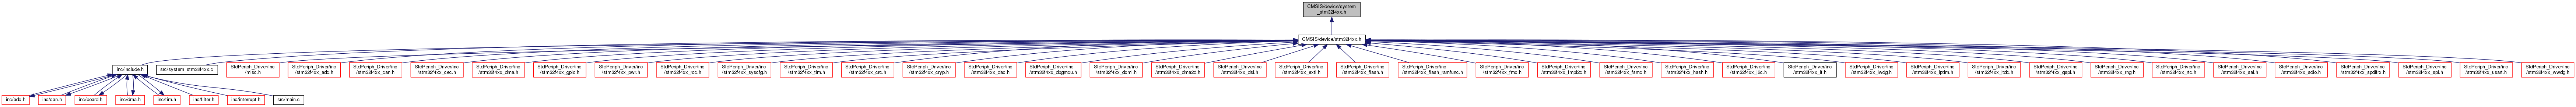 CMSIS/device/system
_stm32f4xx.h
CMSIS/device/stm32f4xx.h
inc/include.h
src/system_stm32f4xx.c
StdPeriph_Driver/inc
/misc.h
StdPeriph_Driver/inc
/stm32f4xx_adc.h
StdPeriph_Driver/inc
/stm32f4xx_can.h
StdPeriph_Driver/inc
/stm32f4xx_cec.h
StdPeriph_Driver/inc
/stm32f4xx_dma.h
StdPeriph_Driver/inc
/stm32f4xx_gpio.h
StdPeriph_Driver/inc
/stm32f4xx_pwr.h
StdPeriph_Driver/inc
/stm32f4xx_rcc.h
StdPeriph_Driver/inc
/stm32f4xx_syscfg.h
StdPeriph_Driver/inc
/stm32f4xx_tim.h
StdPeriph_Driver/inc
/stm32f4xx_crc.h
StdPeriph_Driver/inc
/stm32f4xx_cryp.h
StdPeriph_Driver/inc
/stm32f4xx_dac.h
StdPeriph_Driver/inc
/stm32f4xx_dbgmcu.h
StdPeriph_Driver/inc
/stm32f4xx_dcmi.h
StdPeriph_Driver/inc
/stm32f4xx_dma2d.h
StdPeriph_Driver/inc
/stm32f4xx_dsi.h
StdPeriph_Driver/inc
/stm32f4xx_exti.h
StdPeriph_Driver/inc
/stm32f4xx_flash.h
StdPeriph_Driver/inc
/stm32f4xx_flash_ramfunc.h
StdPeriph_Driver/inc
/stm32f4xx_fmc.h
StdPeriph_Driver/inc
/stm32f4xx_fmpi2c.h
StdPeriph_Driver/inc
/stm32f4xx_fsmc.h
StdPeriph_Driver/inc
/stm32f4xx_hash.h
StdPeriph_Driver/inc
/stm32f4xx_i2c.h
StdPeriph_Driver/inc
/stm32f4xx_it.h
StdPeriph_Driver/inc
/stm32f4xx_iwdg.h
StdPeriph_Driver/inc
/stm32f4xx_lptim.h
StdPeriph_Driver/inc
/stm32f4xx_ltdc.h
StdPeriph_Driver/inc
/stm32f4xx_qspi.h
StdPeriph_Driver/inc
/stm32f4xx_rng.h
StdPeriph_Driver/inc
/stm32f4xx_rtc.h
StdPeriph_Driver/inc
/stm32f4xx_sai.h
StdPeriph_Driver/inc
/stm32f4xx_sdio.h
StdPeriph_Driver/inc
/stm32f4xx_spdifrx.h
StdPeriph_Driver/inc
/stm32f4xx_spi.h
StdPeriph_Driver/inc
/stm32f4xx_usart.h
StdPeriph_Driver/inc
/stm32f4xx_wwdg.h
inc/adc.h
inc/can.h
inc/board.h
inc/dma.h
inc/tim.h
inc/filter.h
inc/interrupt.h
src/main.c